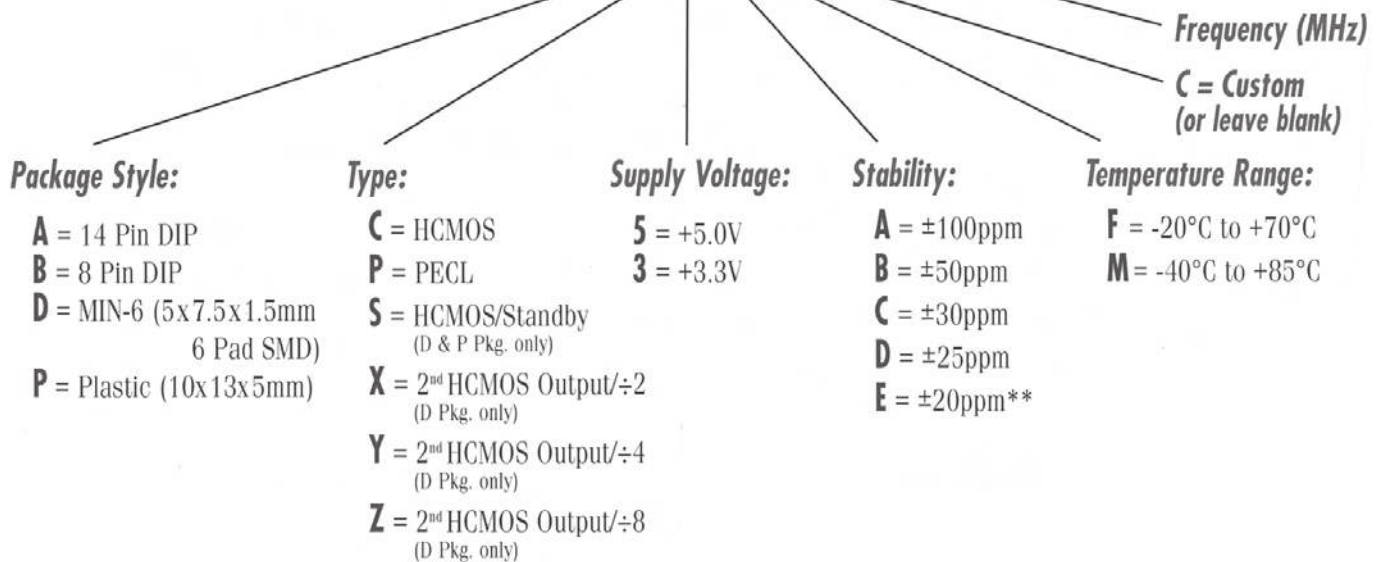 Frequency (MHz)
C = Custom
(or leave blank)
Package Style:
A = 14 Pin DIP
B = 8 Pin DIP
D = MIN-6 (5x7.5x1.5mm
6 Pad SMD)
P = Plastic (10x13x5mm)
Type:
C = HCMOS
P = PECL
S = HCMOS/Standby
(D & P Pkg. only)
X = 2nd HCMOS Output/÷2
(D Pkg. only)
Y = 2nd HCMOS Output/÷4
(D Pkg. only)
Z = 2nd HCMOS Output/÷8
(D Pkg. only)
Supply Voltage:
5 = +5.0V
3 = +3.3V
Stability:
A = ±100ppm
B = ±50ppm
C = ±30ppm
D = ±25ppm
E = ±20ppm**
Temperature Range:
F = -20°C to +70°C
M = -40°C to +85°C